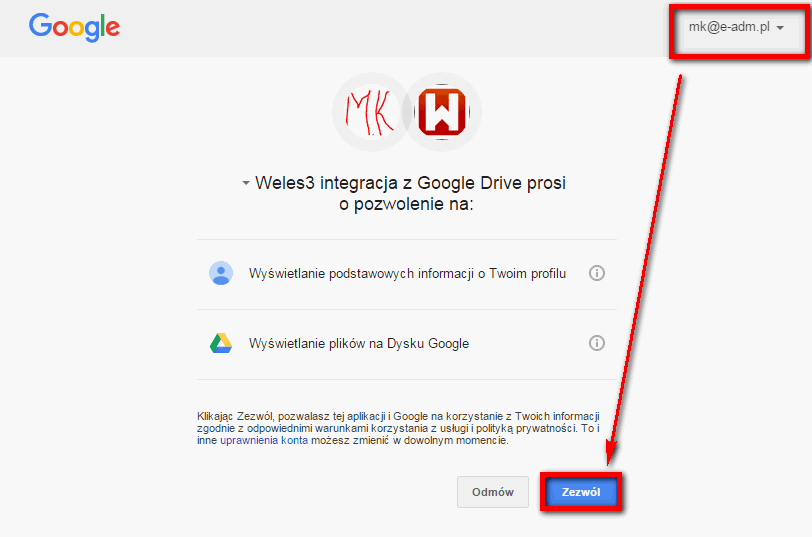 Google
mk@e-adm.pl
M.K
W
Weles3 integracja z Google Drive prosi
o pozwolenie na:
Wyświetlanie podstawowych informacji o Twoim profilu
Wyświetlanie plików na Dysku Google
Klikając Zezwól, pozwalasz tej aplikacji i Google na korzystanie z Twoich informacji
zgodnie z odpowiednimi warunkami korzystania z usługi i polityką prywatności. To i
inne uprawnienia konta możesz zmienić w dowolnym momencie.
Odmów
Zezwól